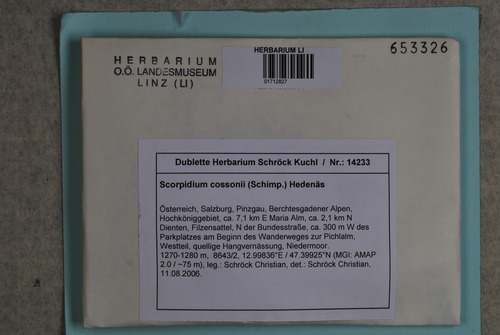 HERBARIUM
O.Ö. LANDESMUSEUM
LINZ (LI)
HERBARIUM LI
01712827
653326
Dublette Herbarium Schröck Kuchl / Nr.: 14233
Scorpidium cossonii (Schimp.) Hedenäs
Österreich, Salzburg, Pinzgau, Berchtesgadener Alpen,
Hochköniggebiet, ca. 7,1 km E Maria Alm, ca. 2,1 km N
Dienten, Filzensattel, N der Bundesstraße, ca. 300 m W des
Parkplatzes am Beginn des Wanderweges zur Pichlalm,
Westteil, quellige Hangvernässung, Niedermoor.
1270-1280 m, 8643/2, 12.99836°E / 47.39925°N (MGI: AMAP
2.0 / ~75 m), leg.: Schröck Christian, det.: Schröck Christian,
11.08.2006.